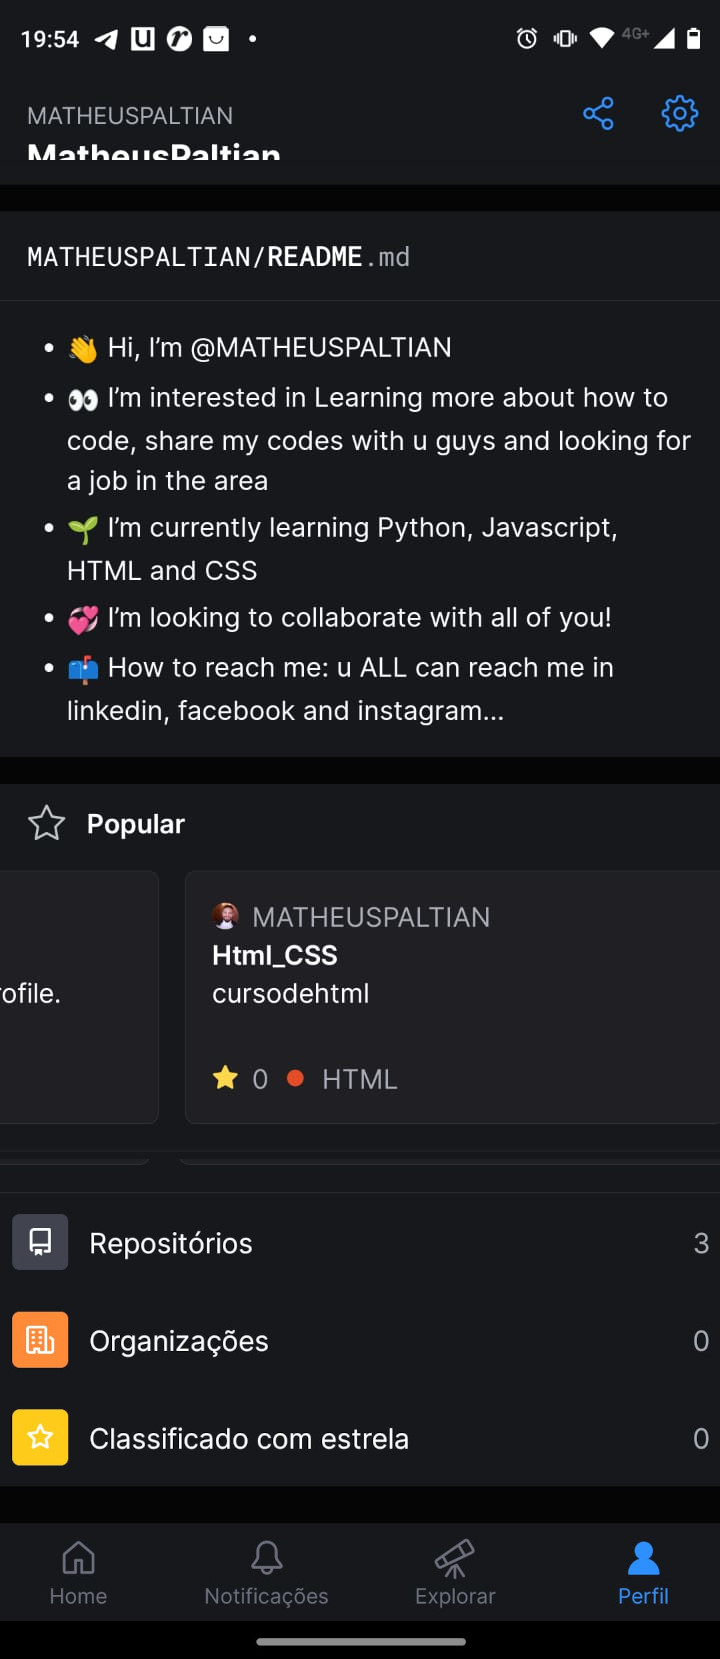 19:54
4G+
MATHEUSPALTIAN
MatheusPaltian
MATHEUSPALTIAN/README.md
• 👋 Hi, I'm @MATHEUSPALTIAN
• 👀 I'm interested in Learning more about how to
code, share my codes with u guys and looking for
a job in the area
• 🌱 I'm currently learning Python, Javascript,
HTML and CSS
• 💞 I'm looking to collaborate with all of you!
• 📫 How to reach me: u ALL can reach me in
linkedin, facebook and instagram...
Popular
ofile.
MATHEUSPALTIAN
Html_CSS
cursodehtml
0 HTML
Repositórios 3
Organizações 0
Classificado com estrela 0
Home Notificações Explorar Perfil